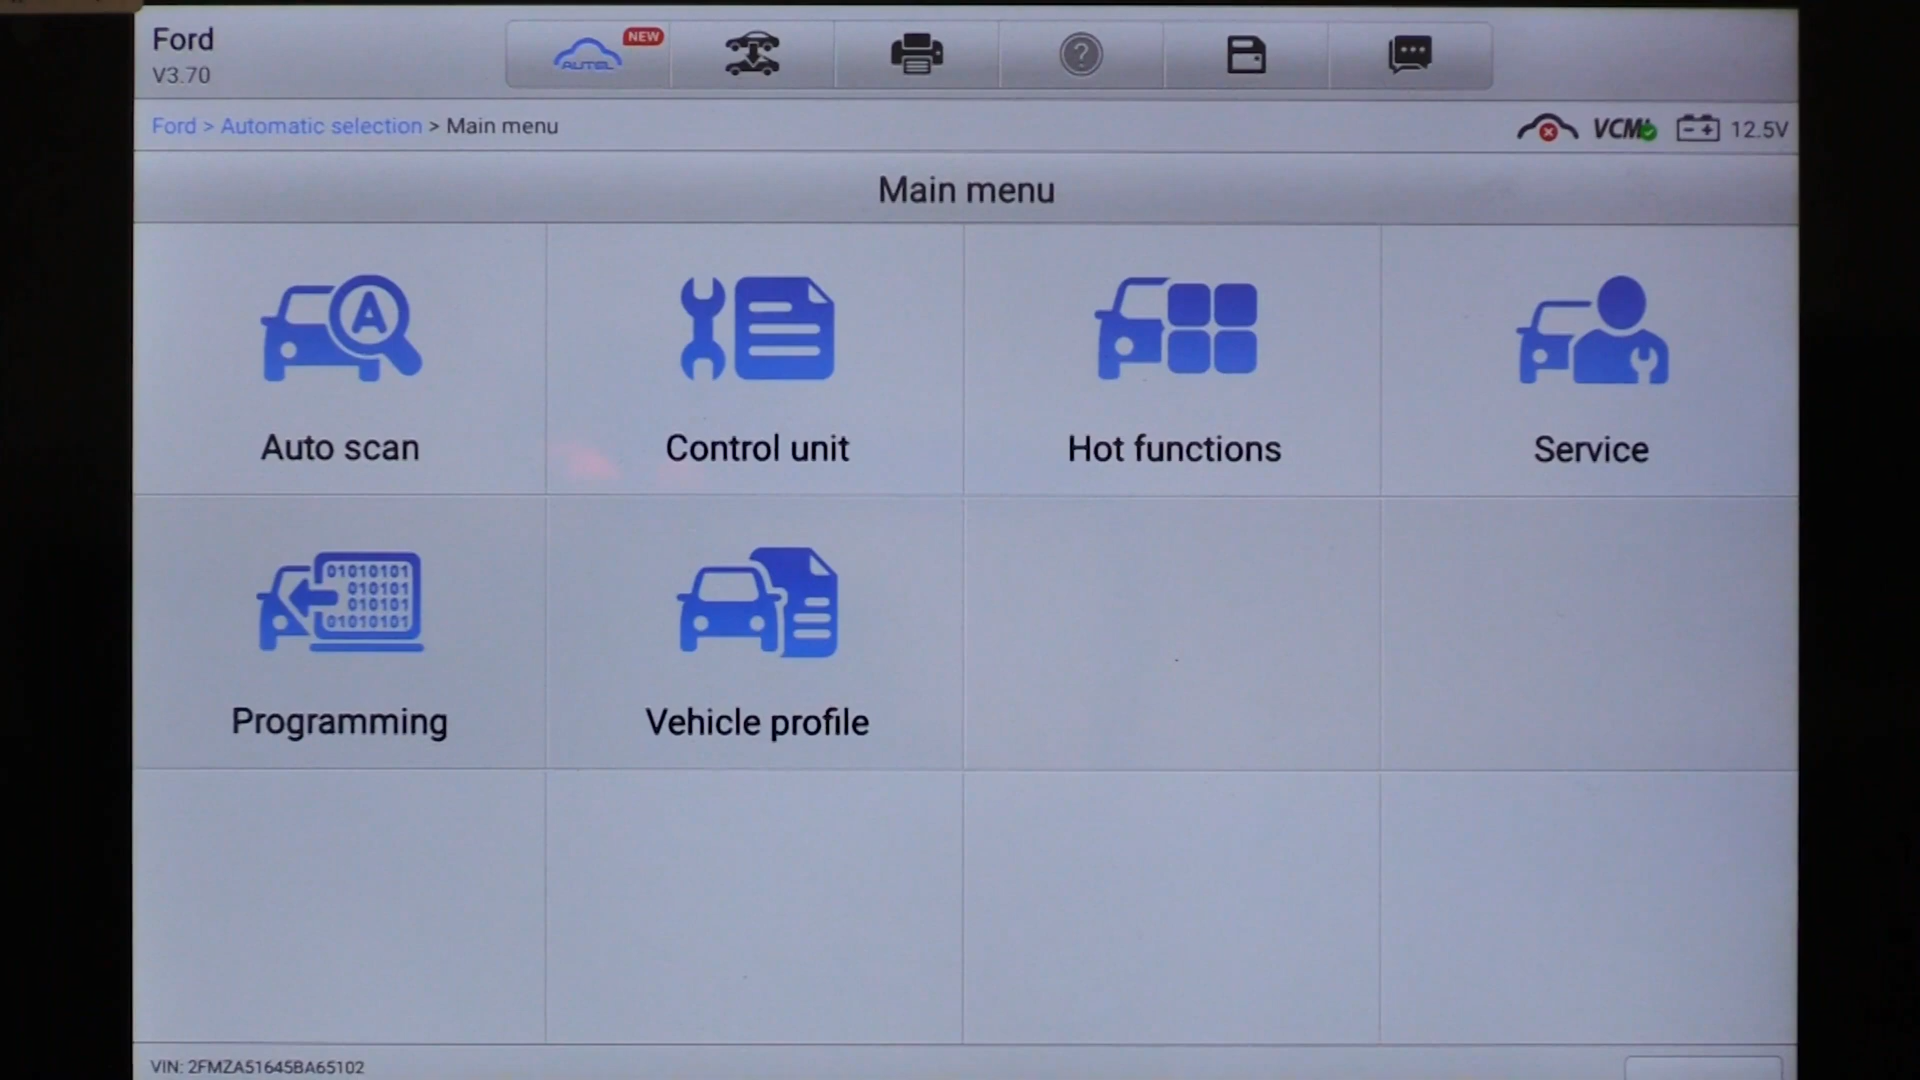 Ford
V3.70
AUTEL
NEW
?
Ford > Automatic selection > Main menu
VCMI
12.5V
Main menu
A
Auto scan
Control unit
Hot functions
Service
01010101
010101
010101
01010101
Programming
Vehicle profile
VIN: 2FMZA51645BA65102